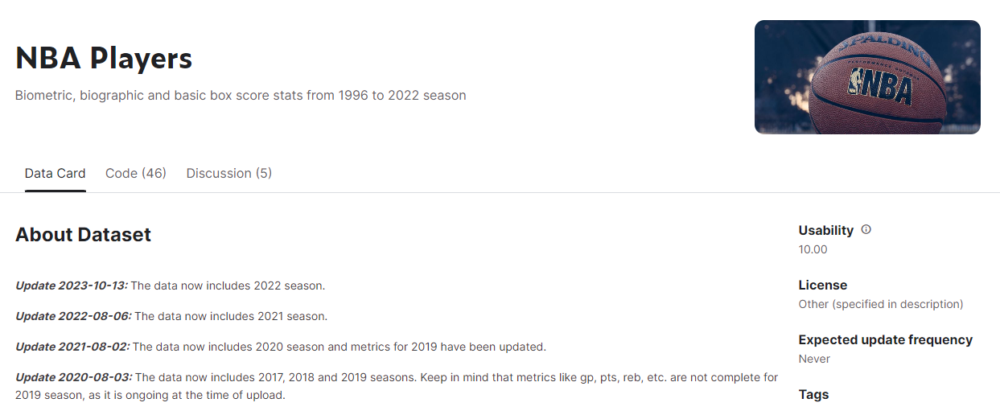 NBA Players
Biometric, biographic and basic box score stats from 1996 to 2022 season
SPALDING
NBA
Data Card
Code (46)
Discussion (5)
About Dataset
Update 2023-10-13: The data now includes 2022 season.
Update 2022-08-06: The data now includes 2021 season.
Update 2021-08-02: The data now includes 2020 season and metrics for 2019 have been updated.
Update 2020-08-03: The data now includes 2017, 2018 and 2019 seasons. Keep in mind that metrics like gp, pts, reb, etc. are not complete for
2019 season, as it is ongoing at the time of upload.
Usability
10.00
License
Other (specified in description)
Expected update frequency
Never
Tags